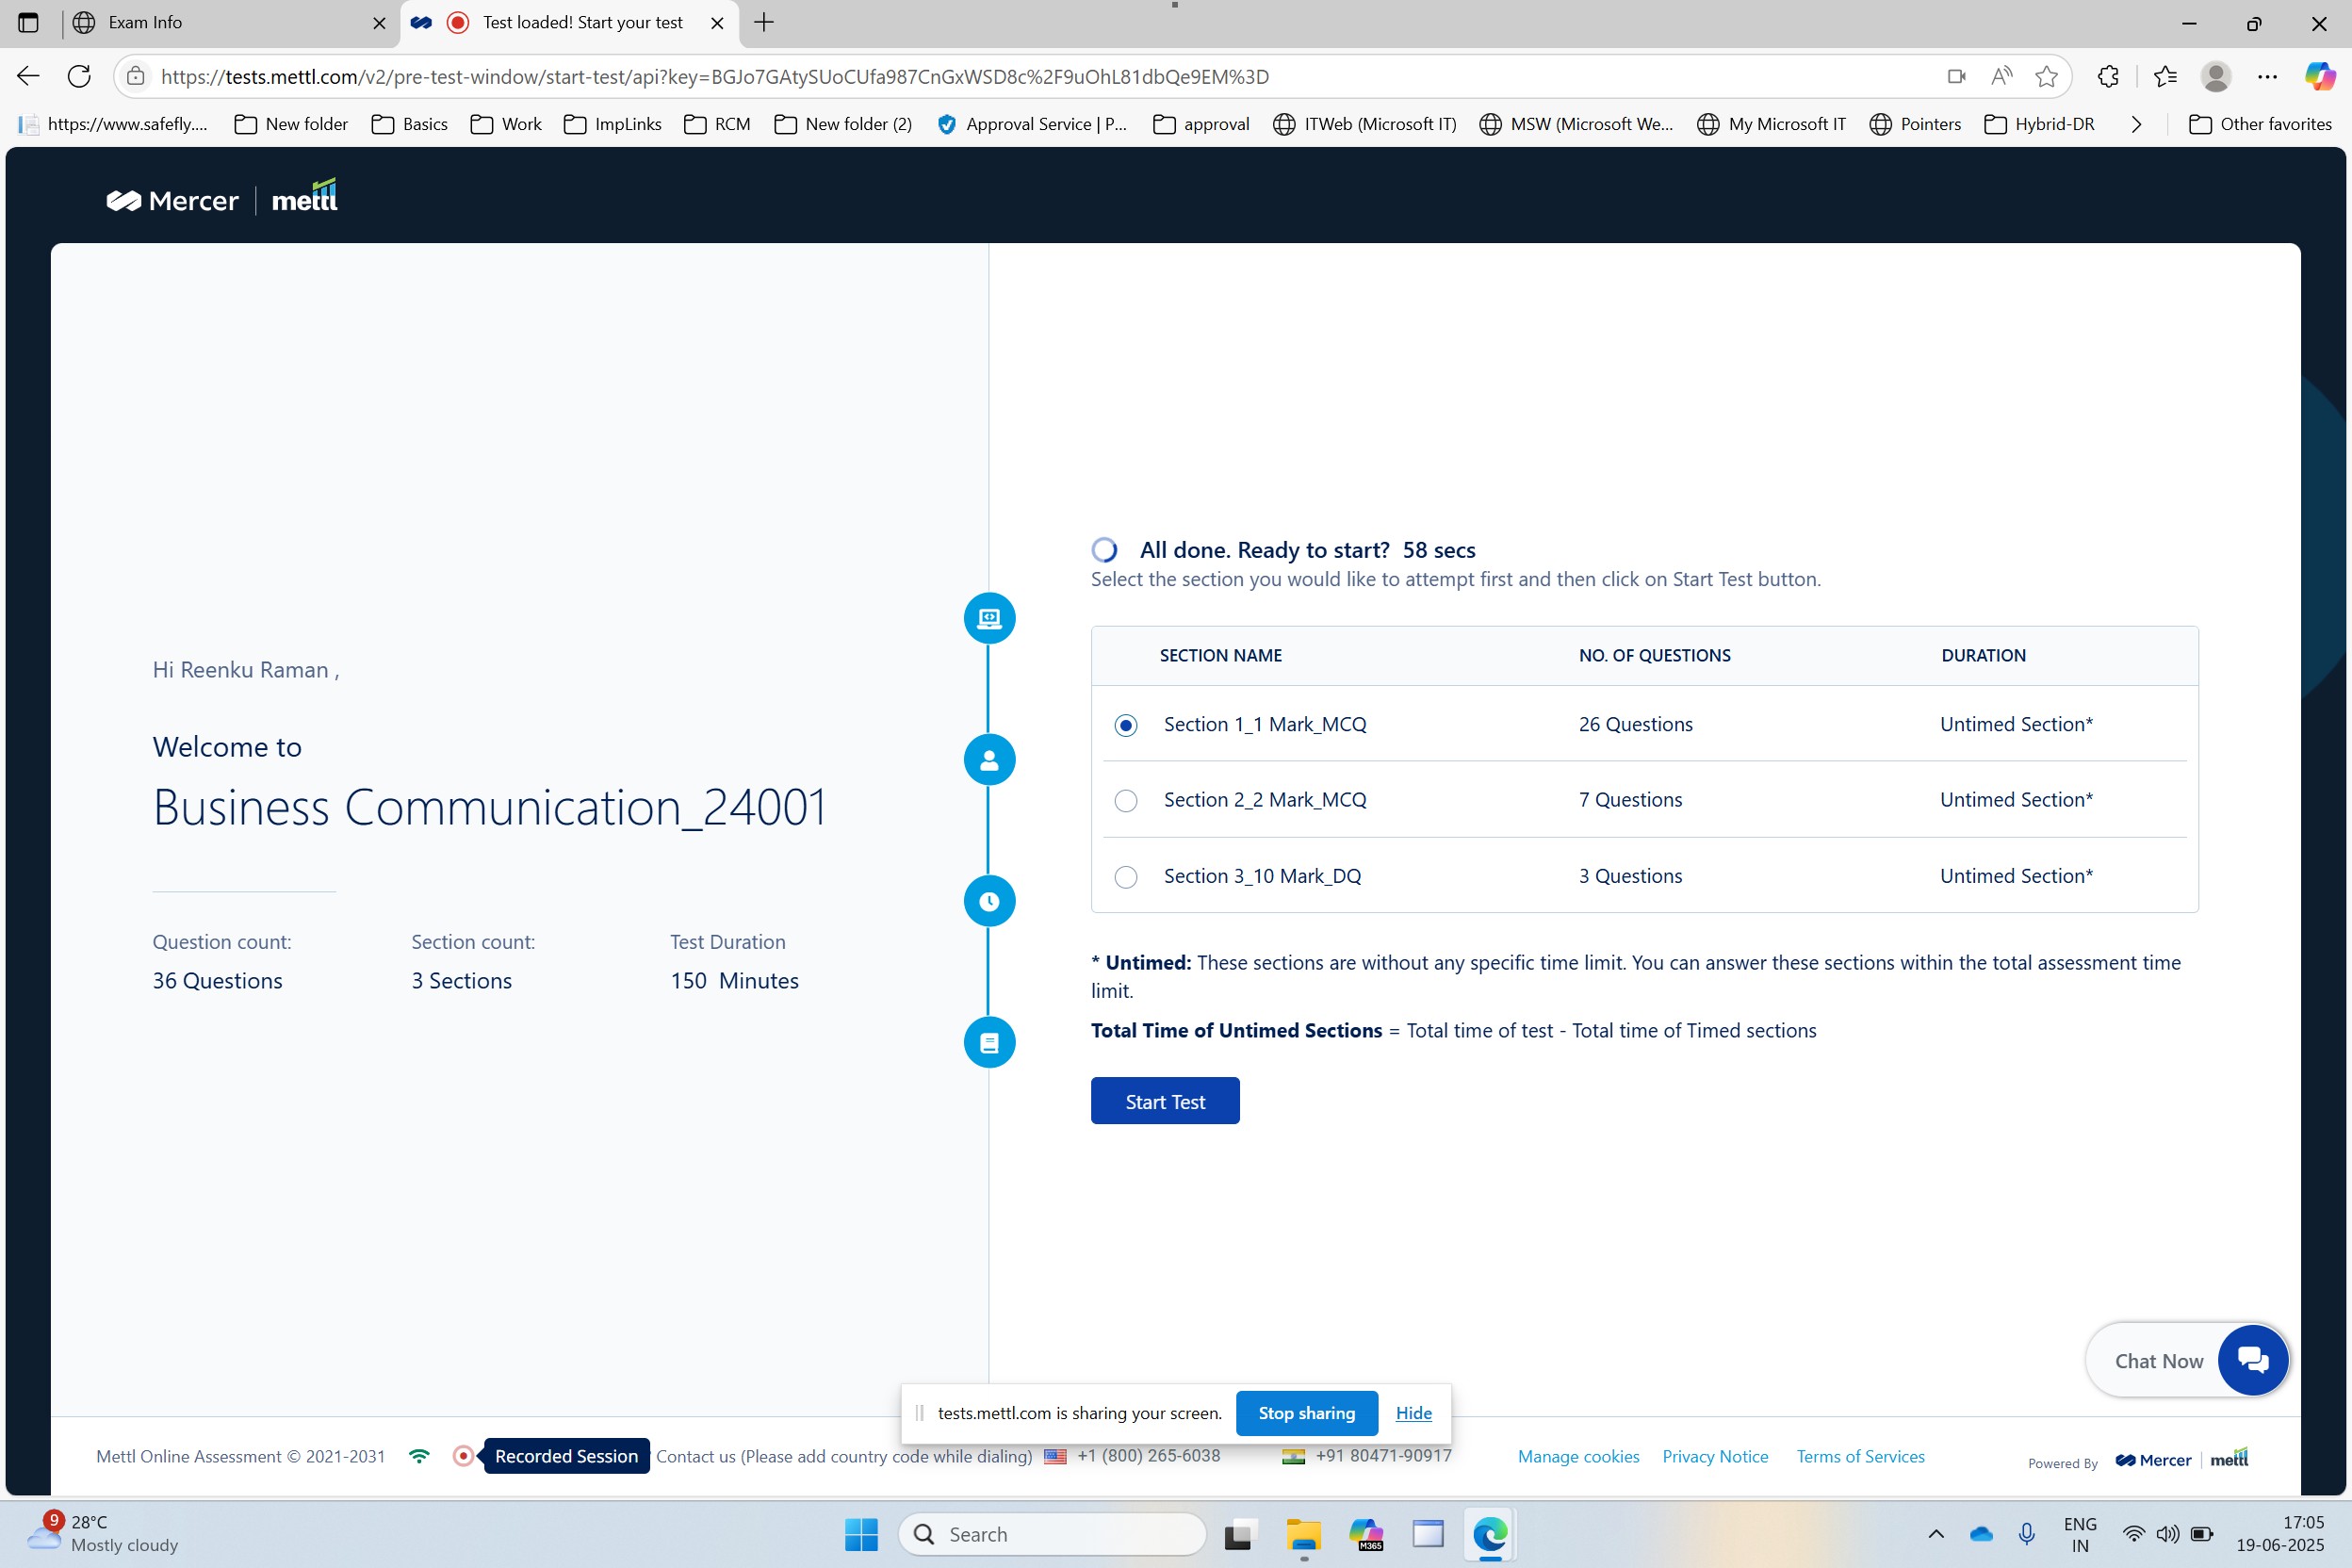 Exam Info
Test loaded! Start your test
https://tests.mettl.com/v2/pre-test-window/start-test/api?key=BGJo7GAtySUoCUfa987CnGxWSD8c%2F9uOhL81dbQe9EM%3D
https://www.safefly.... New folder Basics Work ImpLinks RCM New folder (2) Approval Service | P... approval ITWeb (Microsoft IT) MSW (Microsoft We... My Microsoft IT Pointers Hybrid-DR Other favorites
Mercer | mettl
Hi Reenku Raman ,
Welcome to
Business Communication_24001
Question count: Section count: Test Duration
36 Questions 3 Sections 150 Minutes
All done. Ready to start? 58 secs
Select the section you would like to attempt first and then click on Start Test button.
SECTION NAME NO. OF QUESTIONS DURATION
Section 1_1 Mark_MCQ 26 Questions Untimed Section*
Section 2_2 Mark_MCQ 7 Questions Untimed Section*
Section 3_10 Mark_DQ 3 Questions Untimed Section*
* Untimed: These sections are without any specific time limit. You can answer these sections within the total assessment time
limit.
Total Time of Untimed Sections = Total time of test - Total time of Timed sections
Start Test
Chat Now
tests.mettl.com is sharing your screen. Stop sharing Hide
Mettl Online Assessment © 2021-2031 Recorded Session Contact us (Please add country code while dialing) +1 (800) 265-6038 +91 80471-90917 Manage cookies Privacy Notice Terms of Services Powered By Mercer | mettl
9
28°C
Mostly cloudy
Search
M365
ENG
IN
17:05
19-06-2025